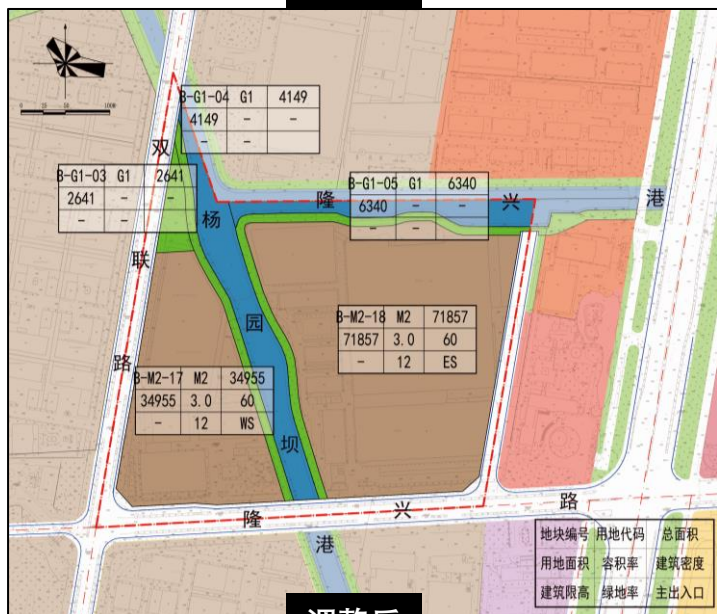 B-G1-04 G1 4149
4149 - -
- -
B-G1-03 G1 2641
2641 - -
- -
B-G1-05 G1 6340
6340 - -
- -
双联路
杨园坝港
隆兴港
B-M2-18 M2 71857
71857 3.0 60
- 12 ES
B-M2-17 M2 34955
34955 3.0 60
- 12 WS
隆兴路
地块编号 用地代码 总面积
用地面积 容积率 建筑密度
建筑限高 绿地率 主出入口
调整后